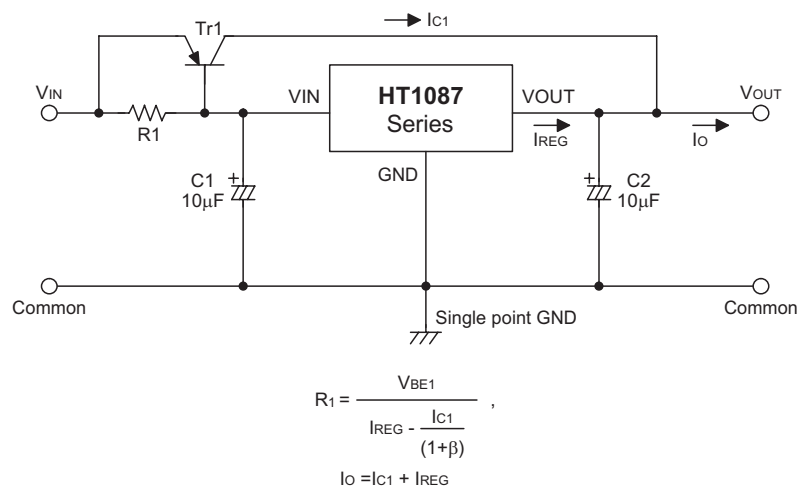 Tr1
IC1
VIN
R1
VIN
HT1087
Series
VOUT
IREG
VOUT
IO
GND
C1
+
10µF
+
C2
10µF
Common
Single point GND
Common
R1 = VBE1 / (IREG - IC1 / (1+β)) ,
IO =IC1 + IREG